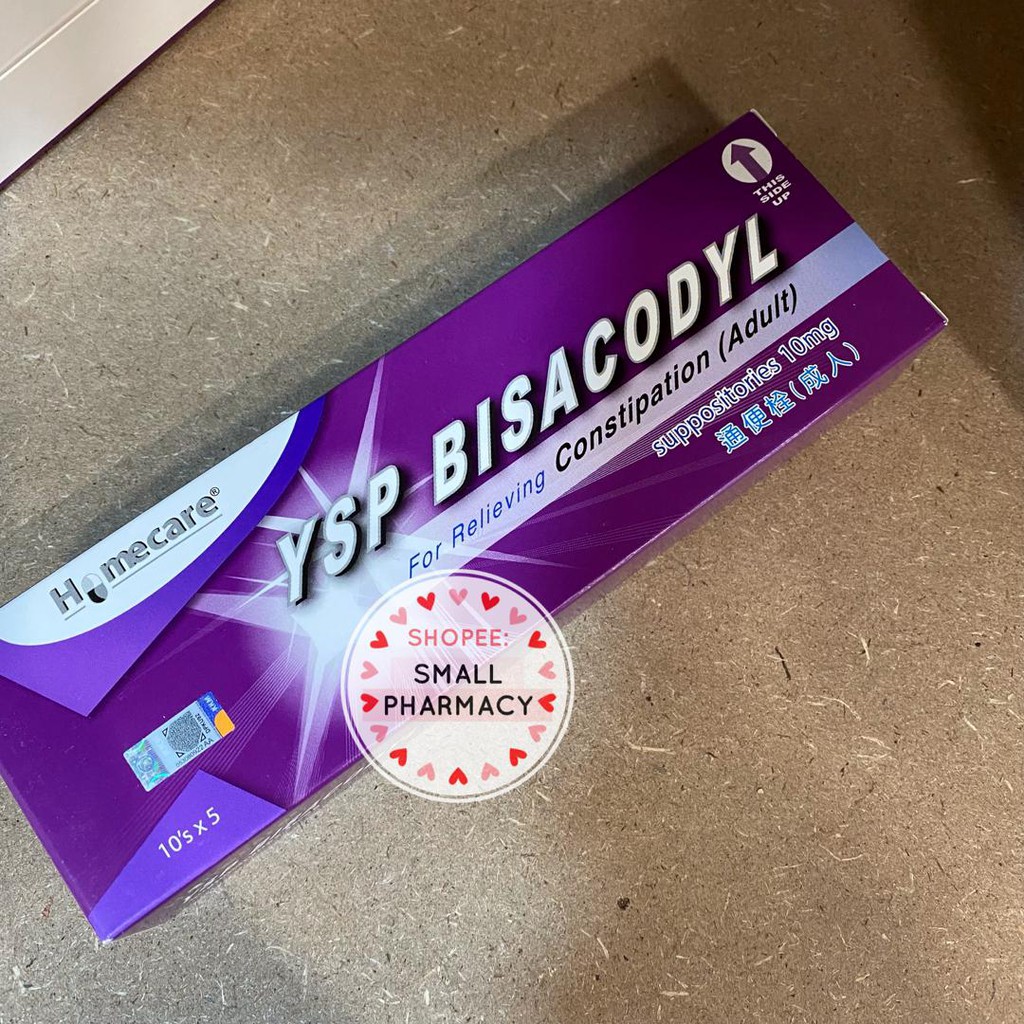 THIS
SIDE
UP
YSP BISACODYL
For Relieving Constipation (Adult)
suppositories 10mg
通便栓(成人)
Homecare®
10's x 5
SHOPEE:
SMALL
PHARMACY